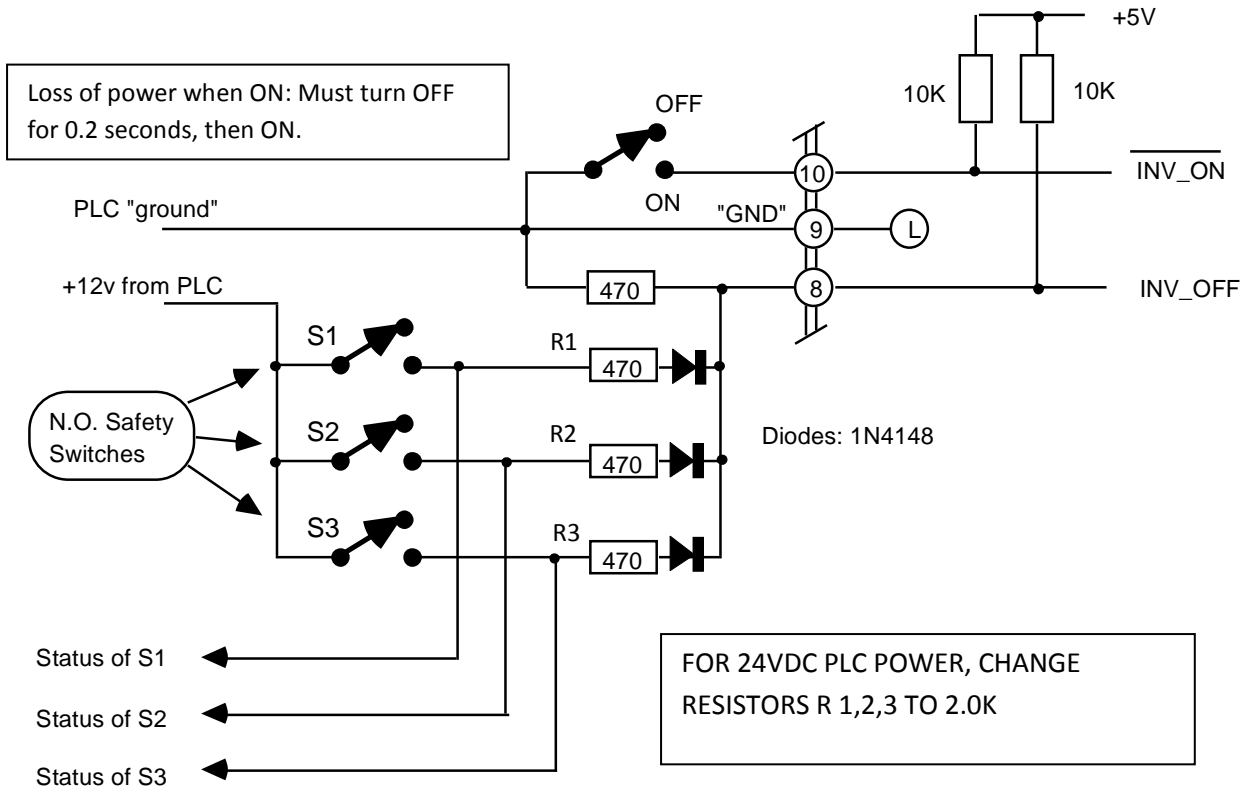 +5V
Loss of power when ON: Must turn OFF
for 0.2 seconds, then ON.
OFF
10K
10K
10
INV_ON
ON
PLC "ground"
"GND"
9
L
+12v from PLC
470
8
INV_OFF
S1
R1
470
N.O. Safety
Switches
S2
R2
470
Diodes: 1N4148
S3
R3
470
Status of S1
FOR 24VDC PLC POWER, CHANGE
RESISTORS R 1,2,3 TO 2.0K
Status of S2
Status of S3